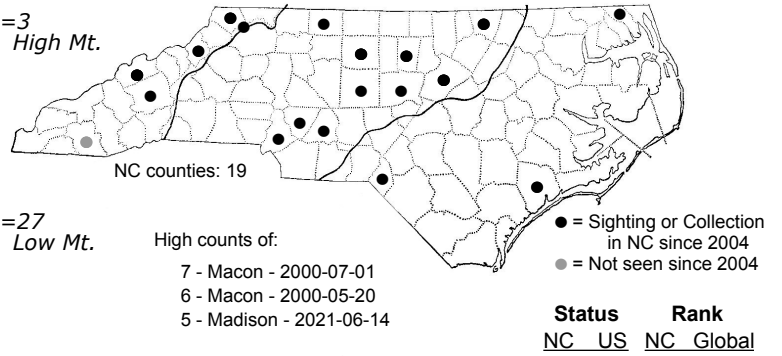 =3
High Mt.
NC counties: 19
=27
Low Mt.
High counts of:
7 - Macon - 2000-07-01
6 - Macon - 2000-05-20
5 - Madison - 2021-06-14
= Sighting or Collection
in NC since 2004
= Not seen since 2004
Status Rank
NC US NC Global